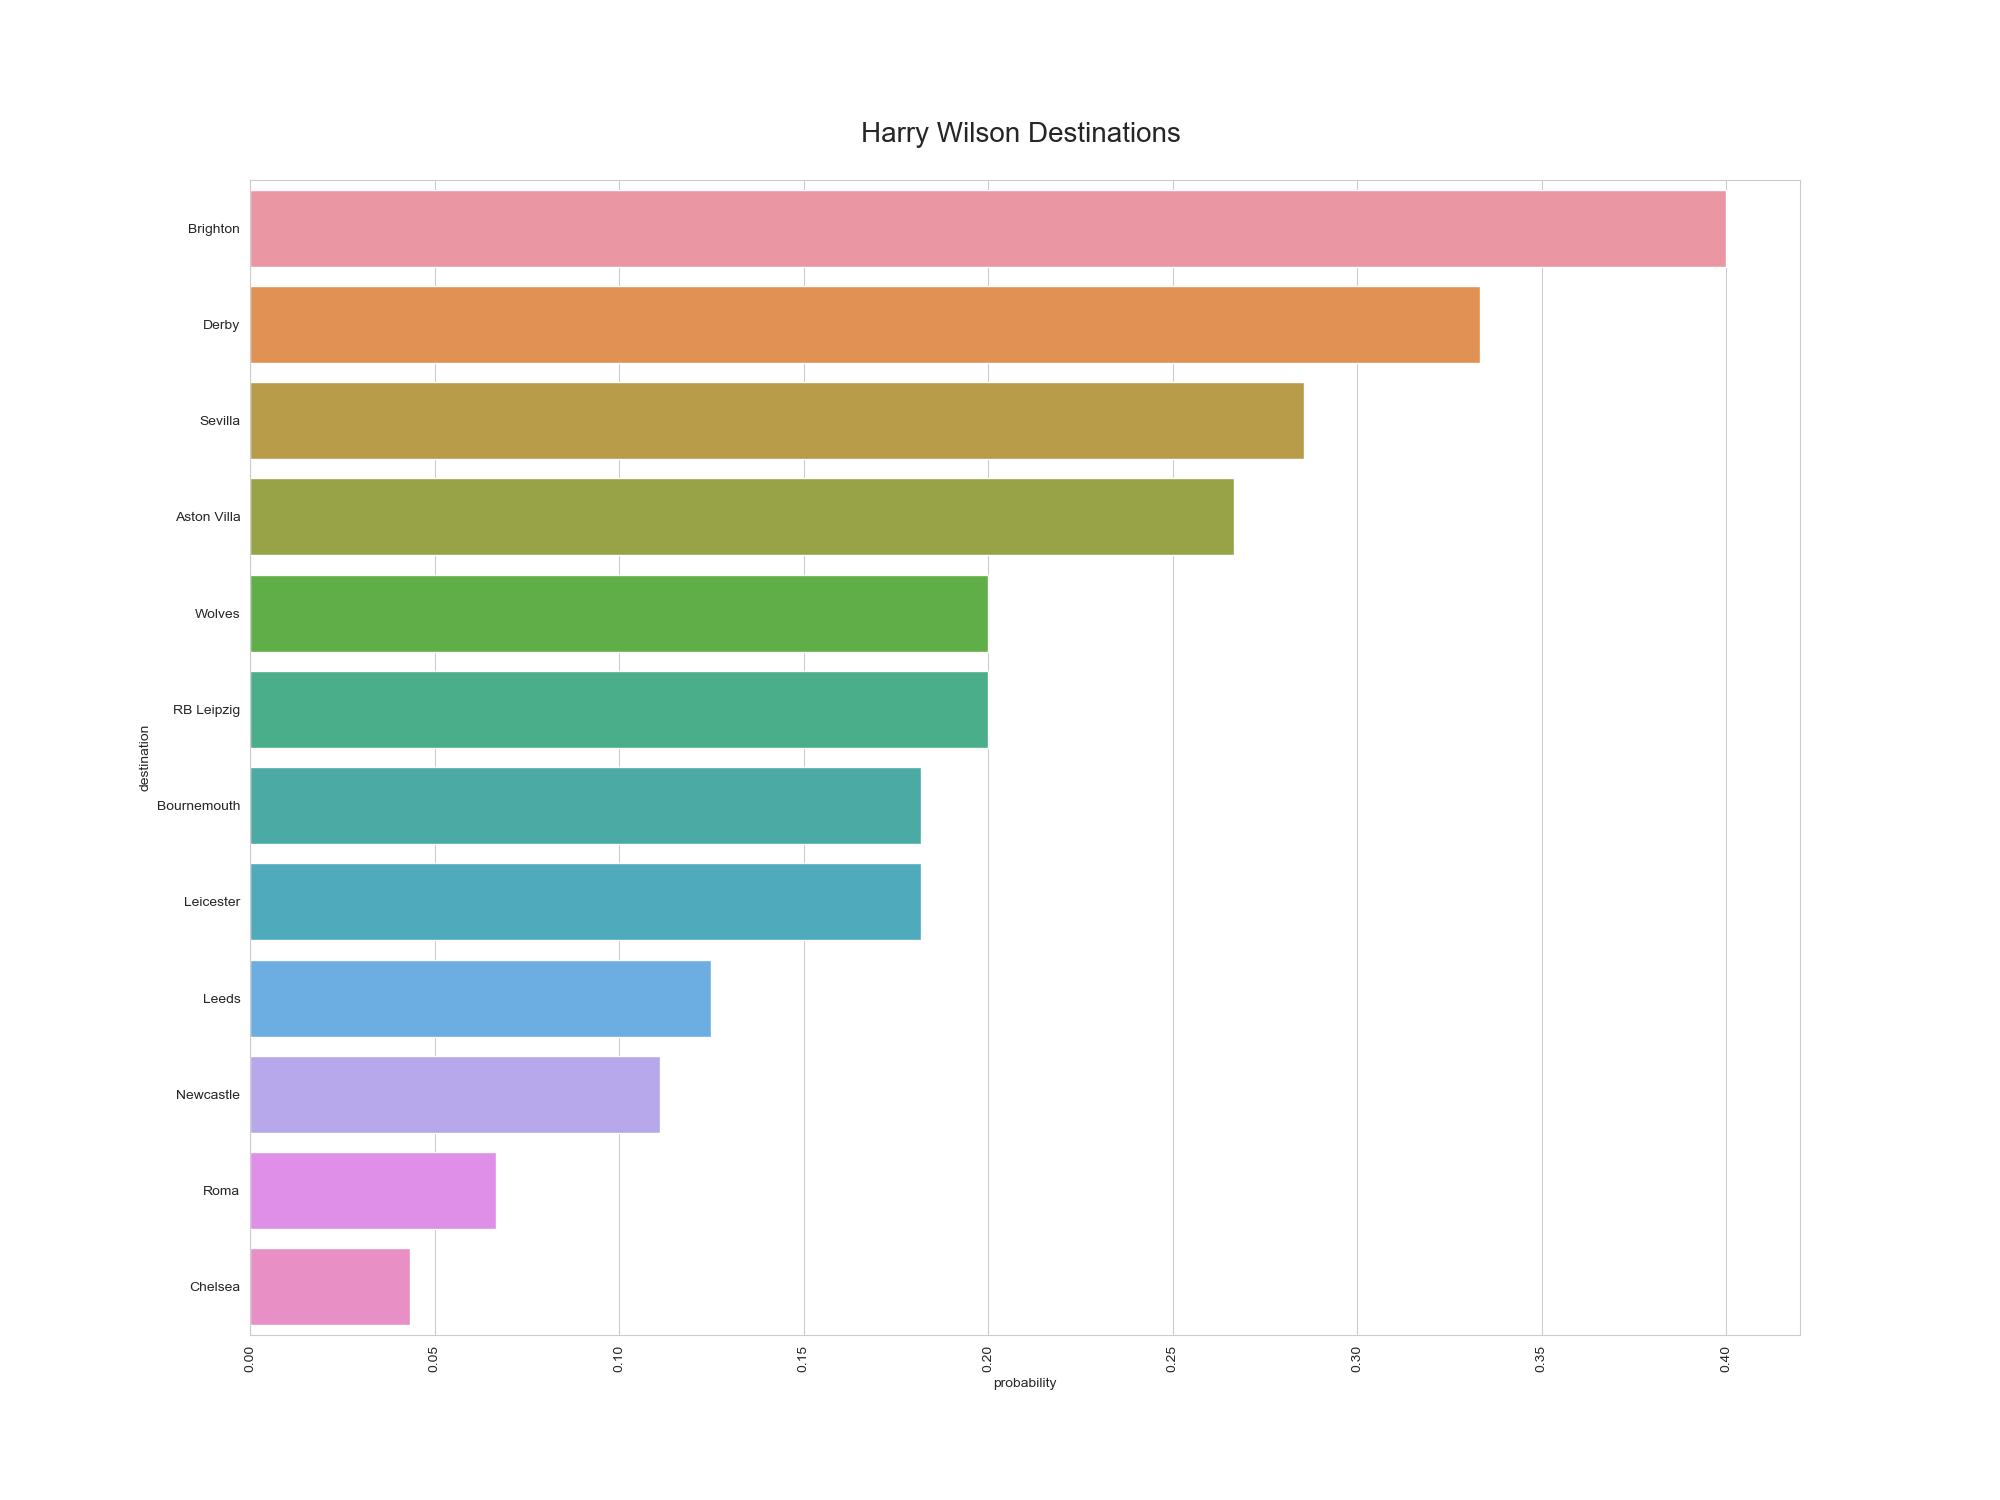 Harry Wilson Destinations
destination
Brighton
Derby
Sevilla
Aston Villa
Wolves
RB Leipzig
Bournemouth
Leicester
Leeds
Newcastle
Roma
Chelsea
0.00 0.05 0.10 0.15 0.20 0.25 0.30 0.35 0.40
probability